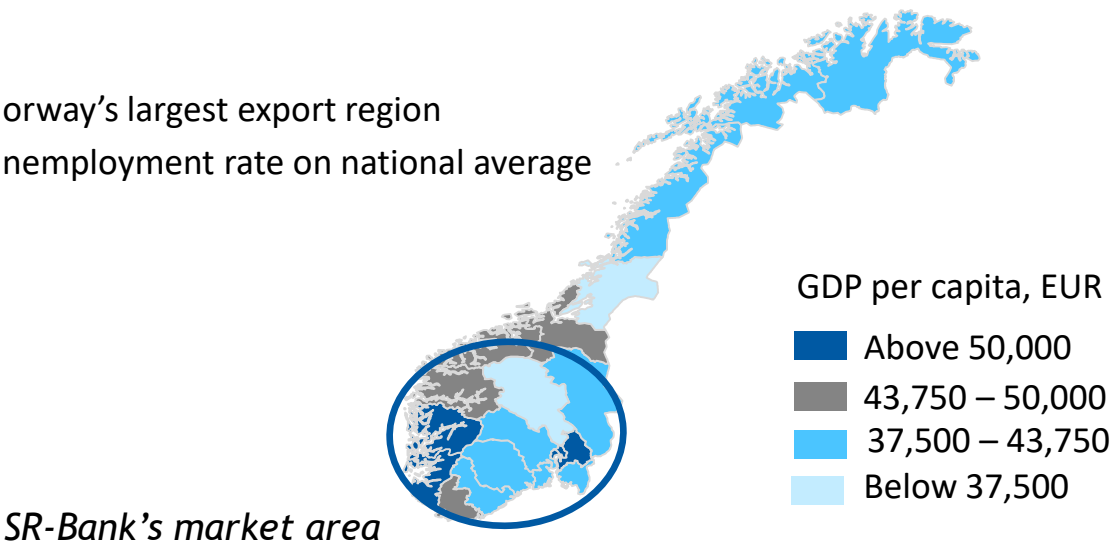 orway’s largest export region
nemployment rate on national average
GDP per capita, EUR
Above 50,000
43,750 – 50,000
37,500 – 43,750
Below 37,500
SR-Bank’s market area